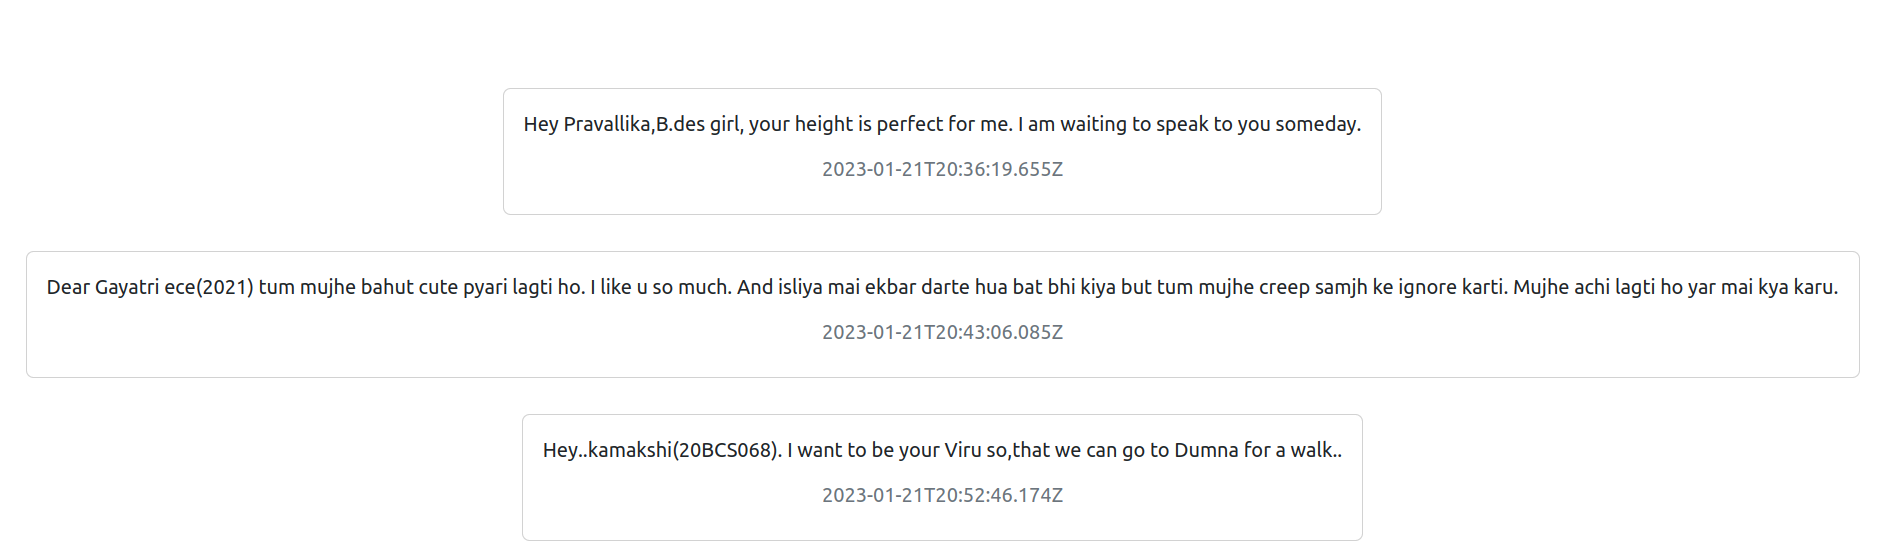 Hey Pravallika,B.des girl, your height is perfect for me. I am waiting to speak to you someday.
2023-01-21T20:36:19.655Z
Dear Gayatri ece(2021) tum mujhe bahut cute pyari lagti ho. I like u so much. And isliya mai ekbar darte hua bat bhi kiya but tum mujhe creep samjh ke ignore karti. Mujhe achi lagti ho yar mai kya karu.
2023-01-21T20:43:06.085Z
Hey..kamakshi(20BCS068). I want to be your Viru so,that we can go to Dumna for a walk..
2023-01-21T20:52:46.174Z